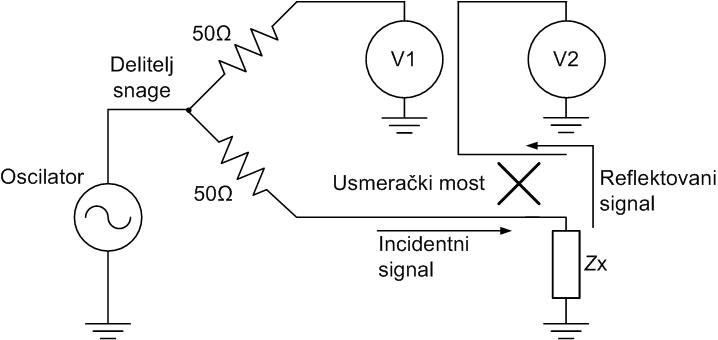 50Ω
V1
V2
Delitelj
snage
Oscilator
50Ω
Usmerački most
Reflektovani
signal
Incidentni
signal
Zx